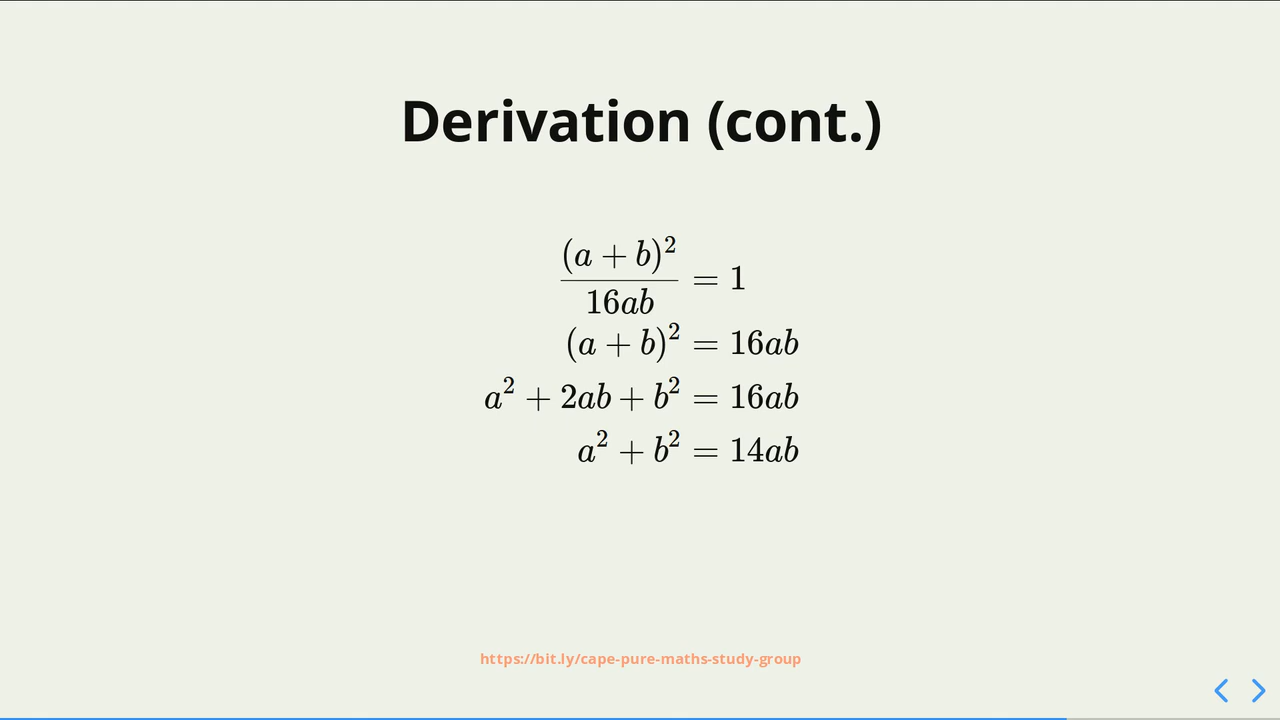 Derivation (cont.)
(a + b)² / 16ab = 1
(a + b)² = 16ab
a² + 2ab + b² = 16ab
a² + b² = 14ab
https://bit.ly/cape-pure-maths-study-group